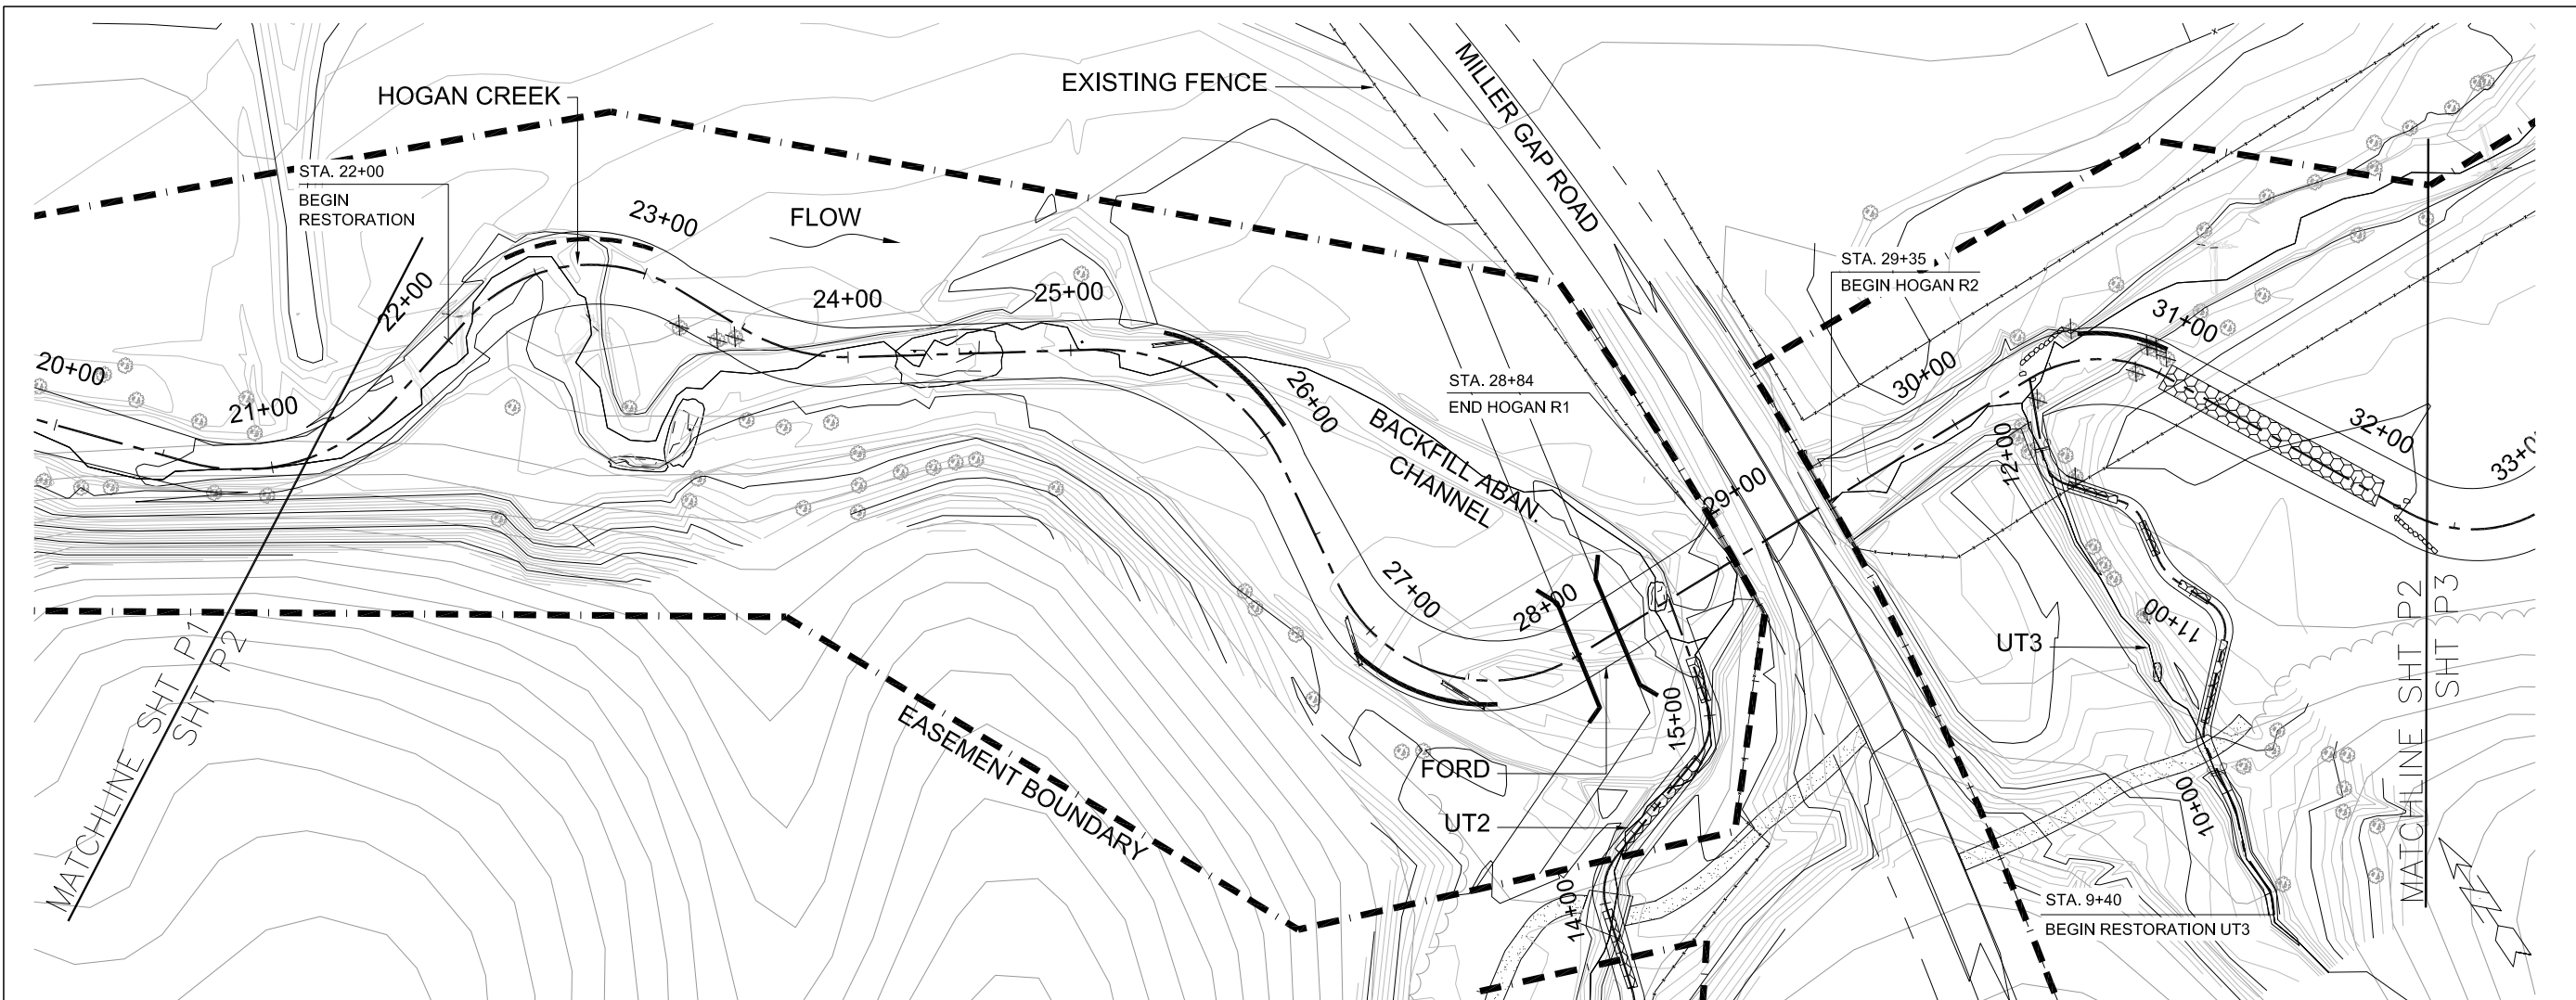 HOGAN CREEK
EXISTING FENCE
MILLER GAP ROAD
STA. 22+00
BEGIN
RESTORATION
23+00
FLOW
22+00
24+00
25+00
STA. 29+35
BEGIN HOGAN R2
31+00
30+00
20+00
21+00
26+00
STA. 28+84
END HOGAN R1
BACKFILL ABAN.
CHANNEL
29+00
32+00
33+0
12+00
27+00
28+00
11+00
UT3
MATCHLINE SHT P1
SHT P2
EASEMENT BOUNDARY
15+00
FORD
UT2
14+00
10+00
STA. 9+40
BEGIN RESTORATION UT3
MATCHLINE SHT P2
SHT P3